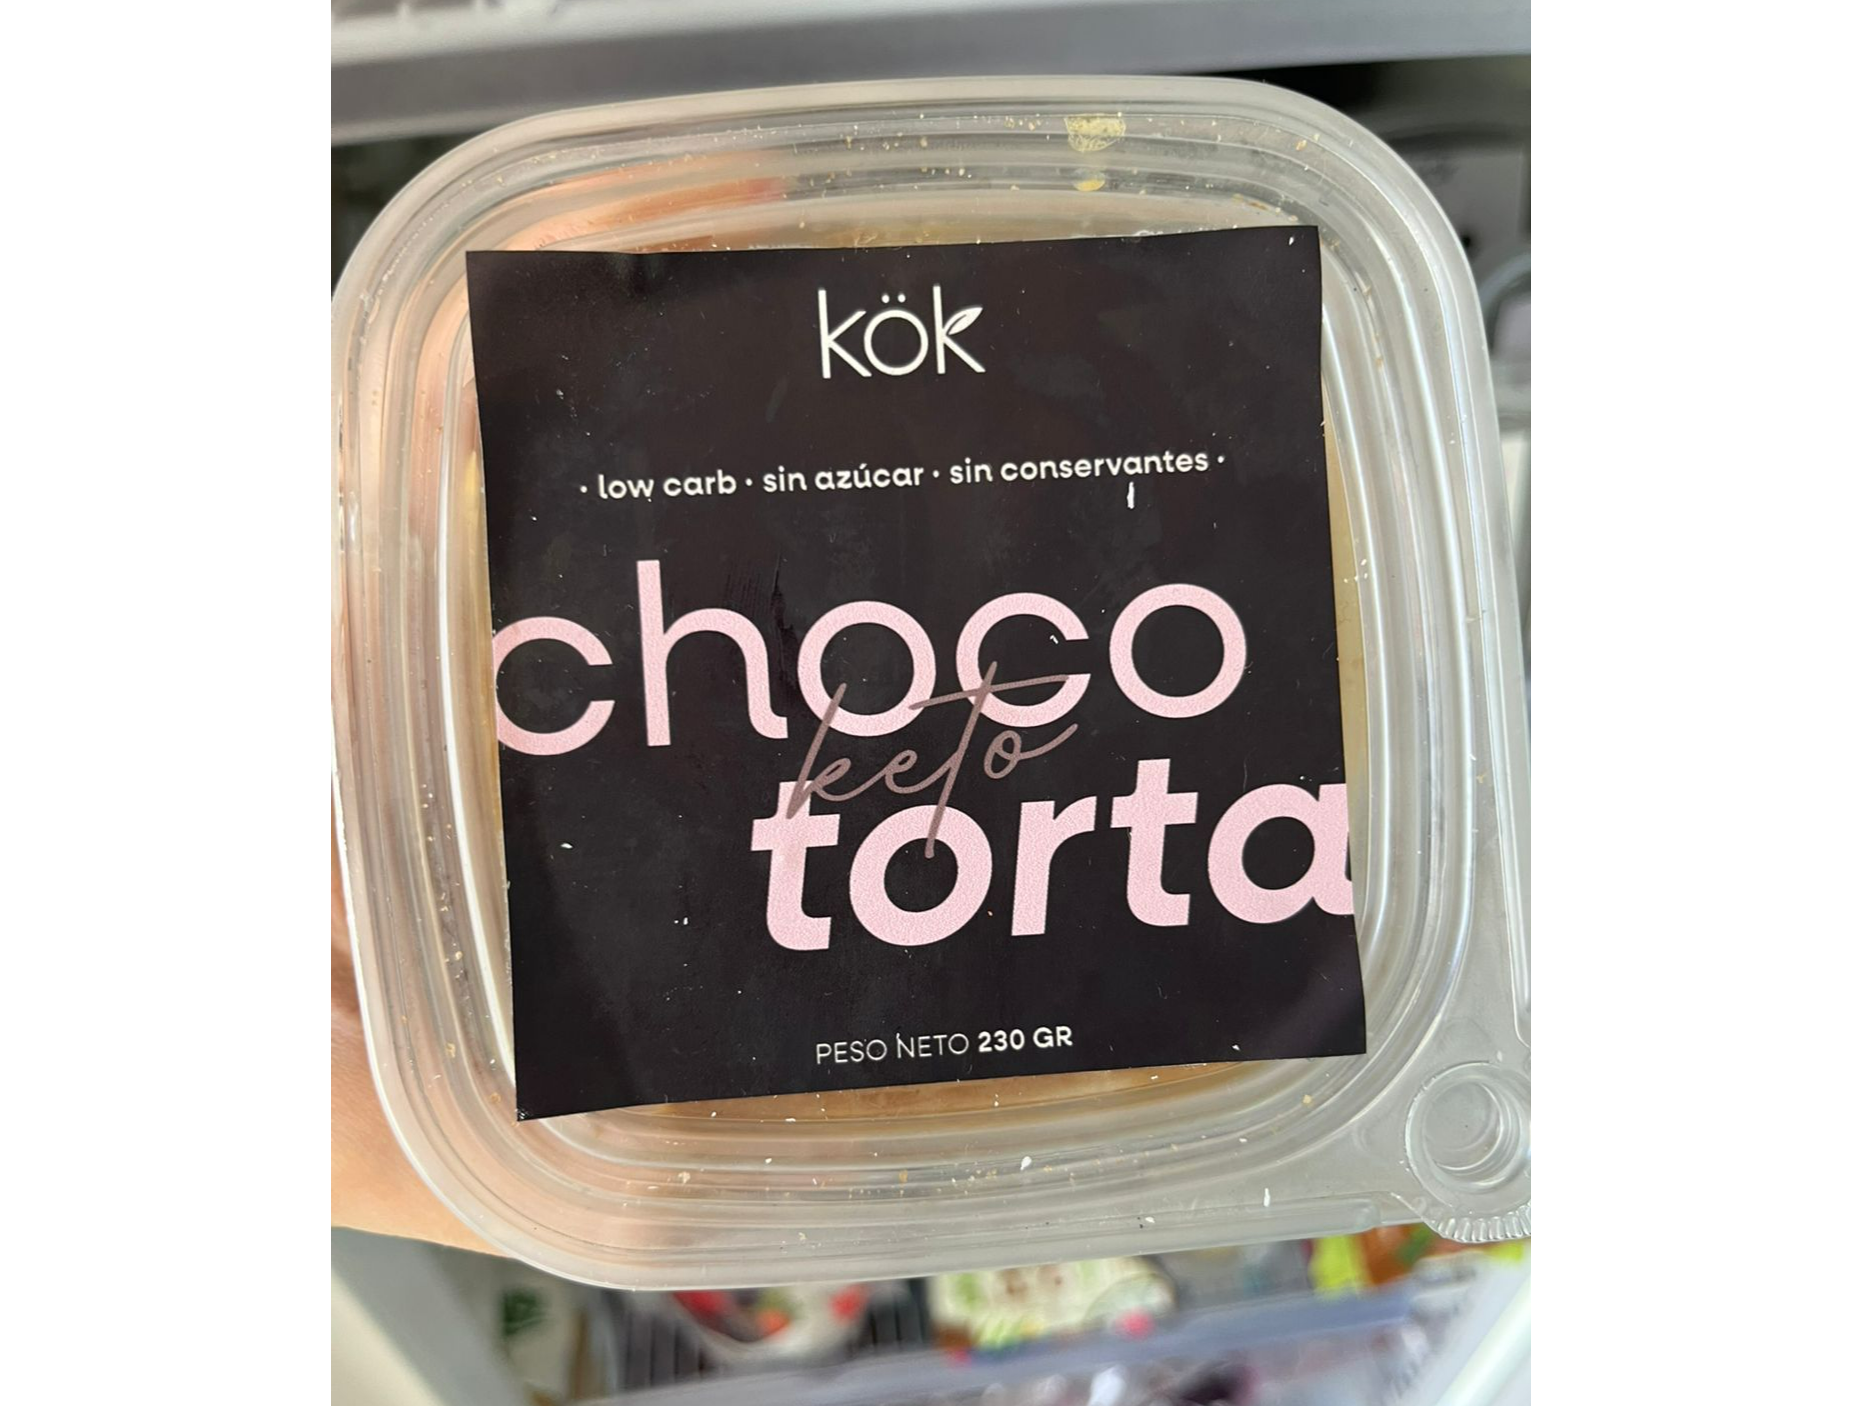 kök
· low carb · sin azúcar · sin conservantes ·
choco
keto
torta
PESO NETO 230 GR